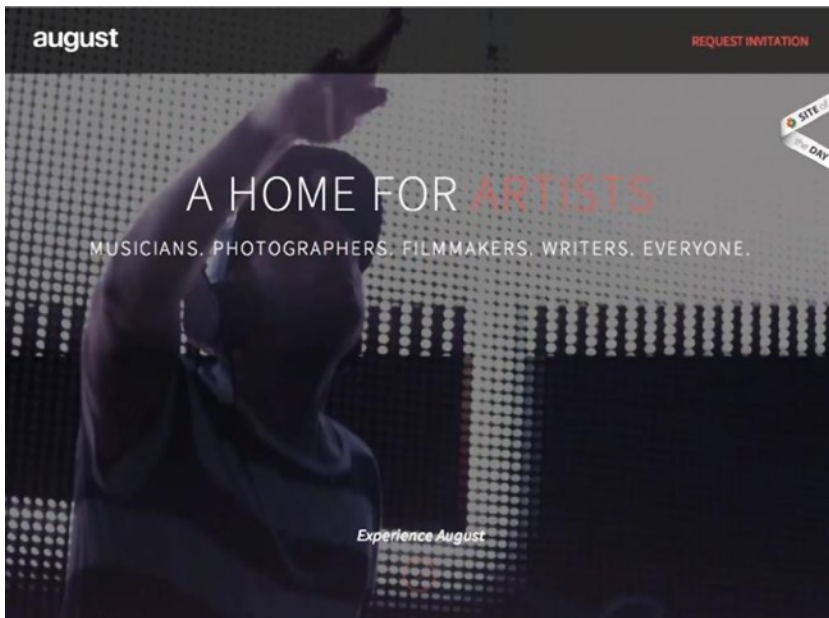 august
REQUEST INVITATION
SITE of
the DAY
A HOME FOR ARTISTS
MUSICIANS. PHOTOGRAPHERS. FILMMAKERS. WRITERS. EVERYONE.
Experience August